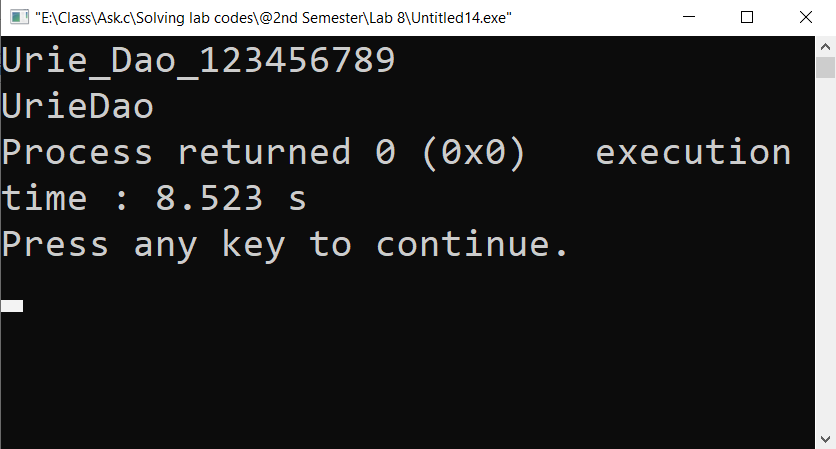 "E:\Class\Ask.c\Solving lab codes\@2nd Semester\Lab 8\Untitled14.exe"
Urie_Dao_123456789
UrieDao
Process returned 0 (0x0)   execution
time : 8.523 s
Press any key to continue.